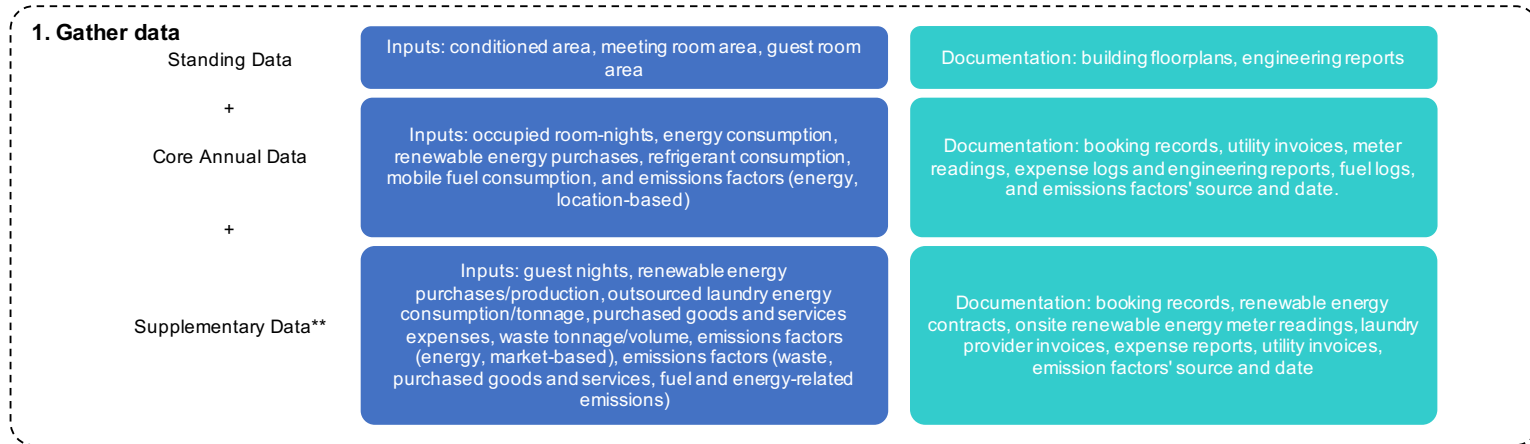 1. Gather data
Standing Data
Inputs: conditioned area, meeting room area, guest room
area
Documentation: building floorplans, engineering reports
+
Core Annual Data
Inputs: occupied room-nights, energy consumption,
renewable energy purchases, refrigerant consumption,
mobile fuel consumption, and emissions factors (energy,
location-based)
Documentation: booking records, utility invoices, meter
readings, expense logs and engineering reports, fuel logs,
and emissions factors' source and date.
+
Supplementary Data**
Inputs: guest nights, renewable energy
purchases/production, outsourced laundry energy
consumption/tonnage, purchased goods and services
expenses, waste tonnage/volume, emissions factors
(energy, market-based), emissions factors (waste,
purchased goods and services, fuel and energy-related
emissions)
Documentation: booking records, renewable energy
contracts, onsite renewable energy meter readings, laundry
provider invoices, expense reports, utility invoices,
emission factors' source and date